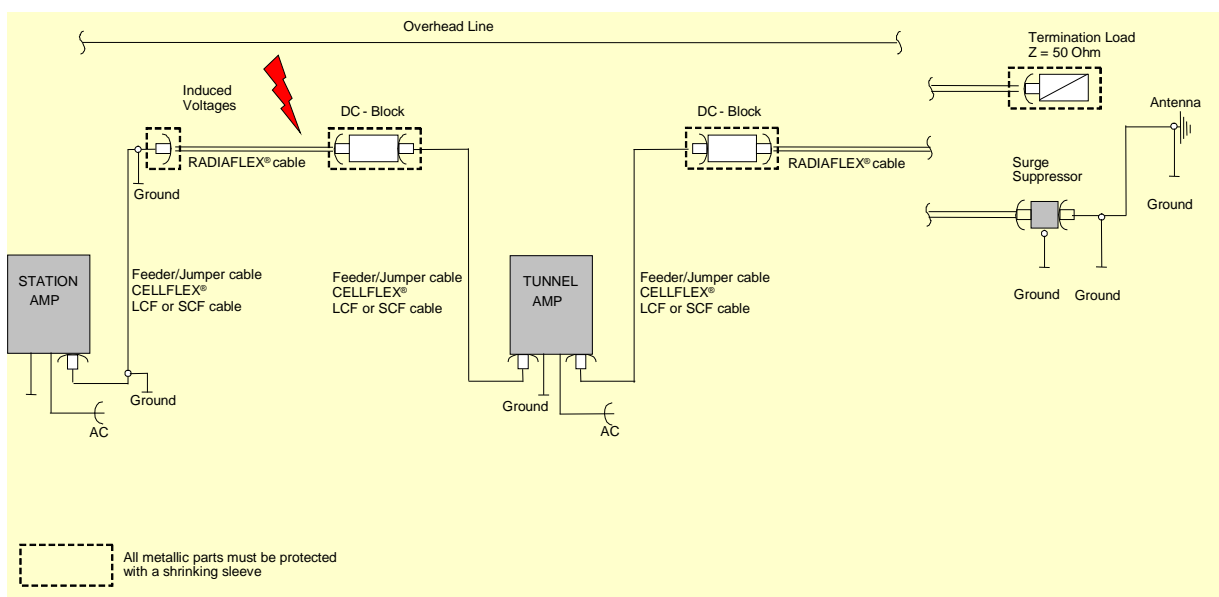 Overhead Line
Termination Load
Z = 50 Ohm
Induced
Voltages
DC - Block
DC - Block
Antenna
RADIAFLEX® cable
RADIAFLEX® cable
Surge
Suppressor
Ground
Ground
STATION
AMP
Feeder/Jumper cable
CELLFLEX®
LCF or SCF cable
Feeder/Jumper cable
CELLFLEX®
LCF or SCF cable
TUNNEL
AMP
Feeder/Jumper cable
CELLFLEX®
LCF or SCF cable
Ground
Ground
Ground
Ground
AC
AC
All metallic parts must be protected
with a shrinking sleeve